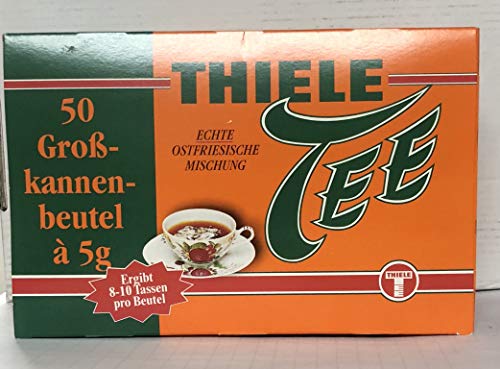 50
Groß-
kannen-
beutel
à 5g
Ergibt
8-10 Tassen
pro Beutel
THIELE
TEE
ECHTE
OSTFRIESISCHE
MISCHUNG
THIELE
T